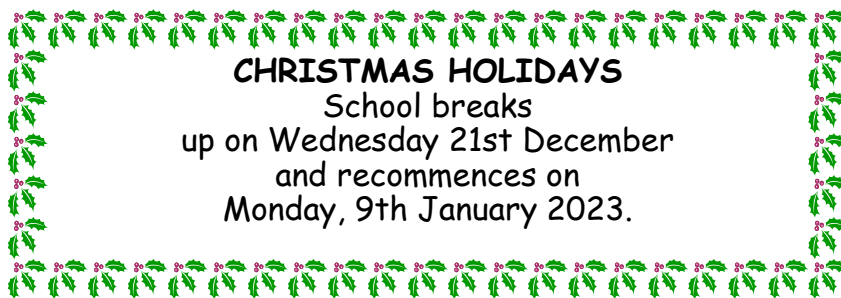 CHRISTMAS HOLIDAYS
School breaks
up on Wednesday 21st December
and recommences on
Monday, 9th January 2023.